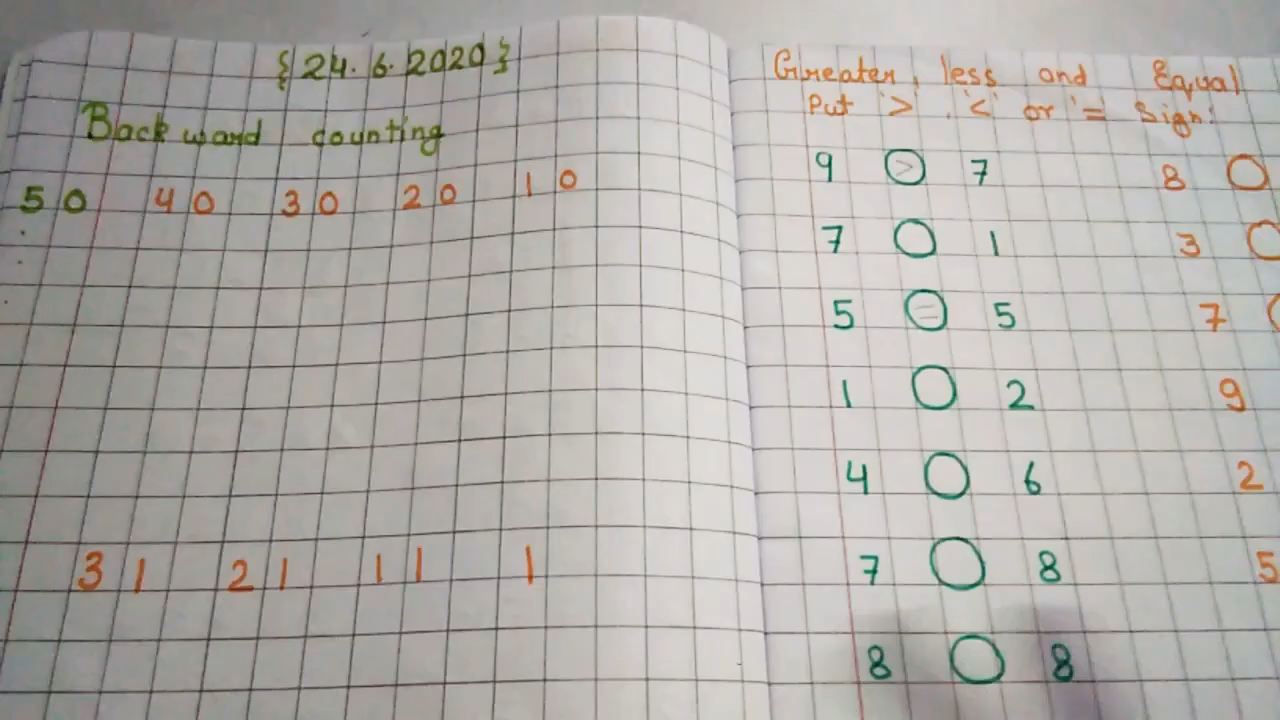 {24.6.2020}
Backward counting
50 40 30 20 10
31 21 11 1
Greater, less and Equal
Put '>', '<' or '=' Sign:
9 > 7 8
7 1 3
5 = 5 7
1 2 9
4 6 2
7 8 5
8 8